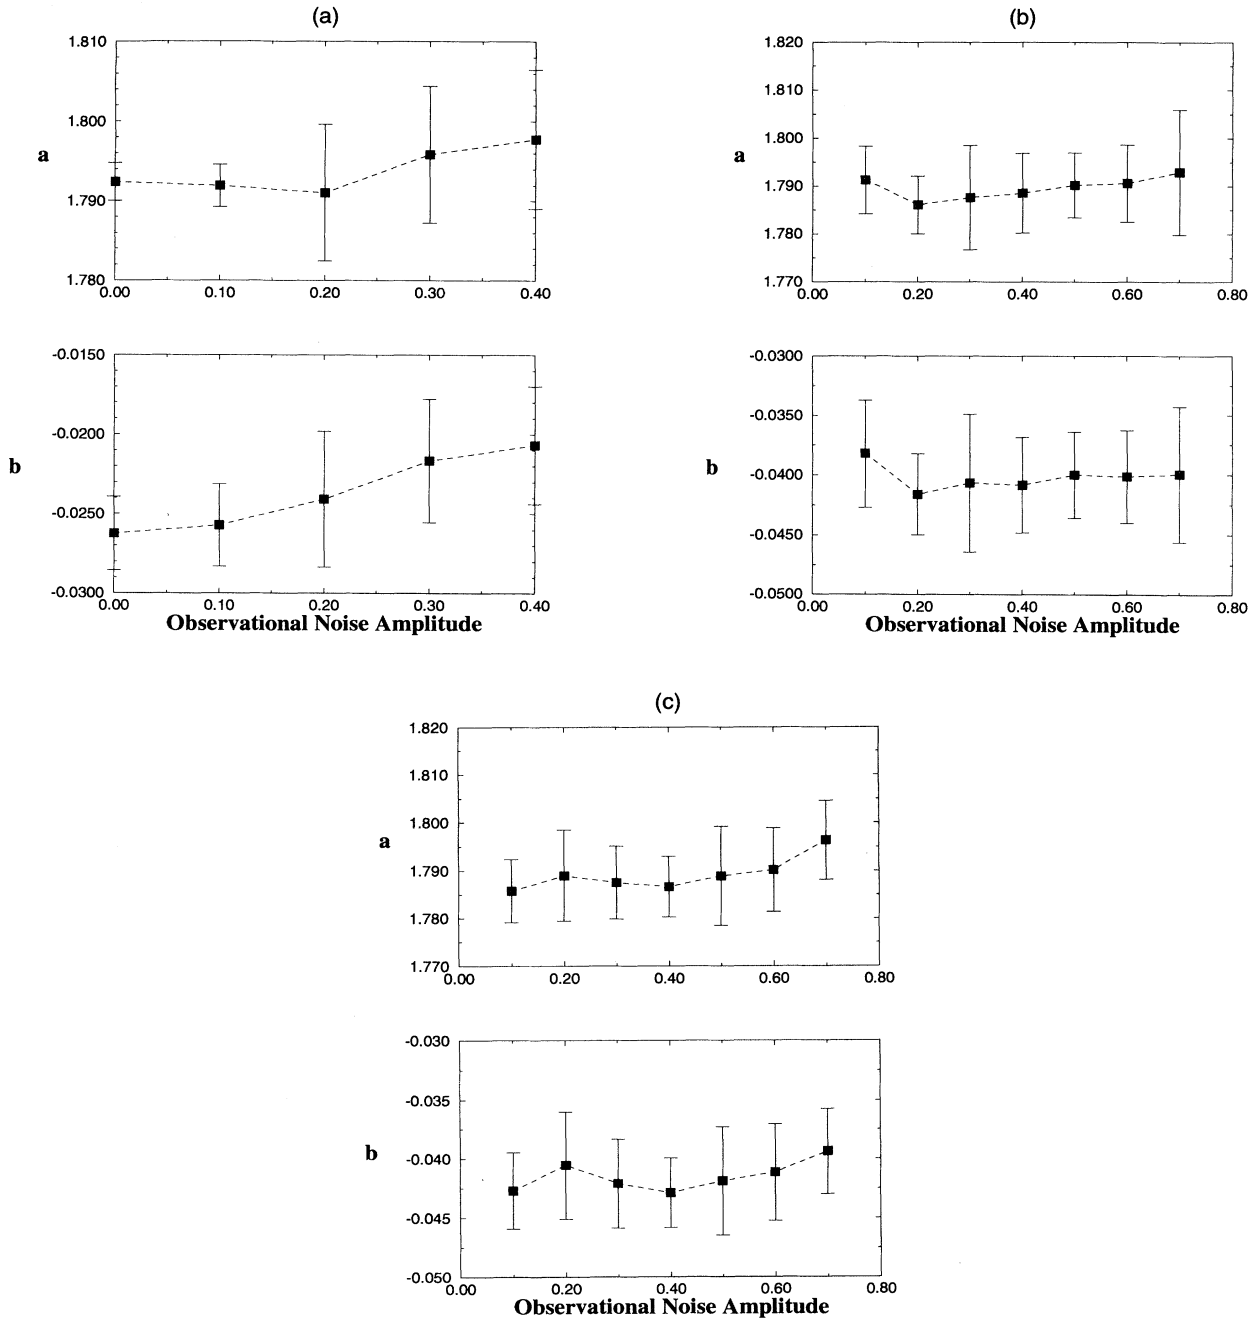 (a)
1.810
1.800
a
1.790
1.780
0.00 0.10 0.20 0.30 0.40
-0.0150
-0.0200
b
-0.0250
-0.0300
0.00 0.10 0.20 0.30 0.40
Observational Noise Amplitude
(b)
1.820
1.810
1.800
a
1.790
1.780
1.770
0.00 0.20 0.40 0.60 0.80
-0.0300
-0.0350
b
-0.0400
-0.0450
-0.0500
0.00 0.20 0.40 0.60 0.80
Observational Noise Amplitude
(c)
1.820
1.810
1.800
a
1.790
1.780
1.770
0.00 0.20 0.40 0.60 0.80
-0.030
-0.035
b
-0.040
-0.045
-0.050
0.00 0.20 0.40 0.60 0.80
Observational Noise Amplitude